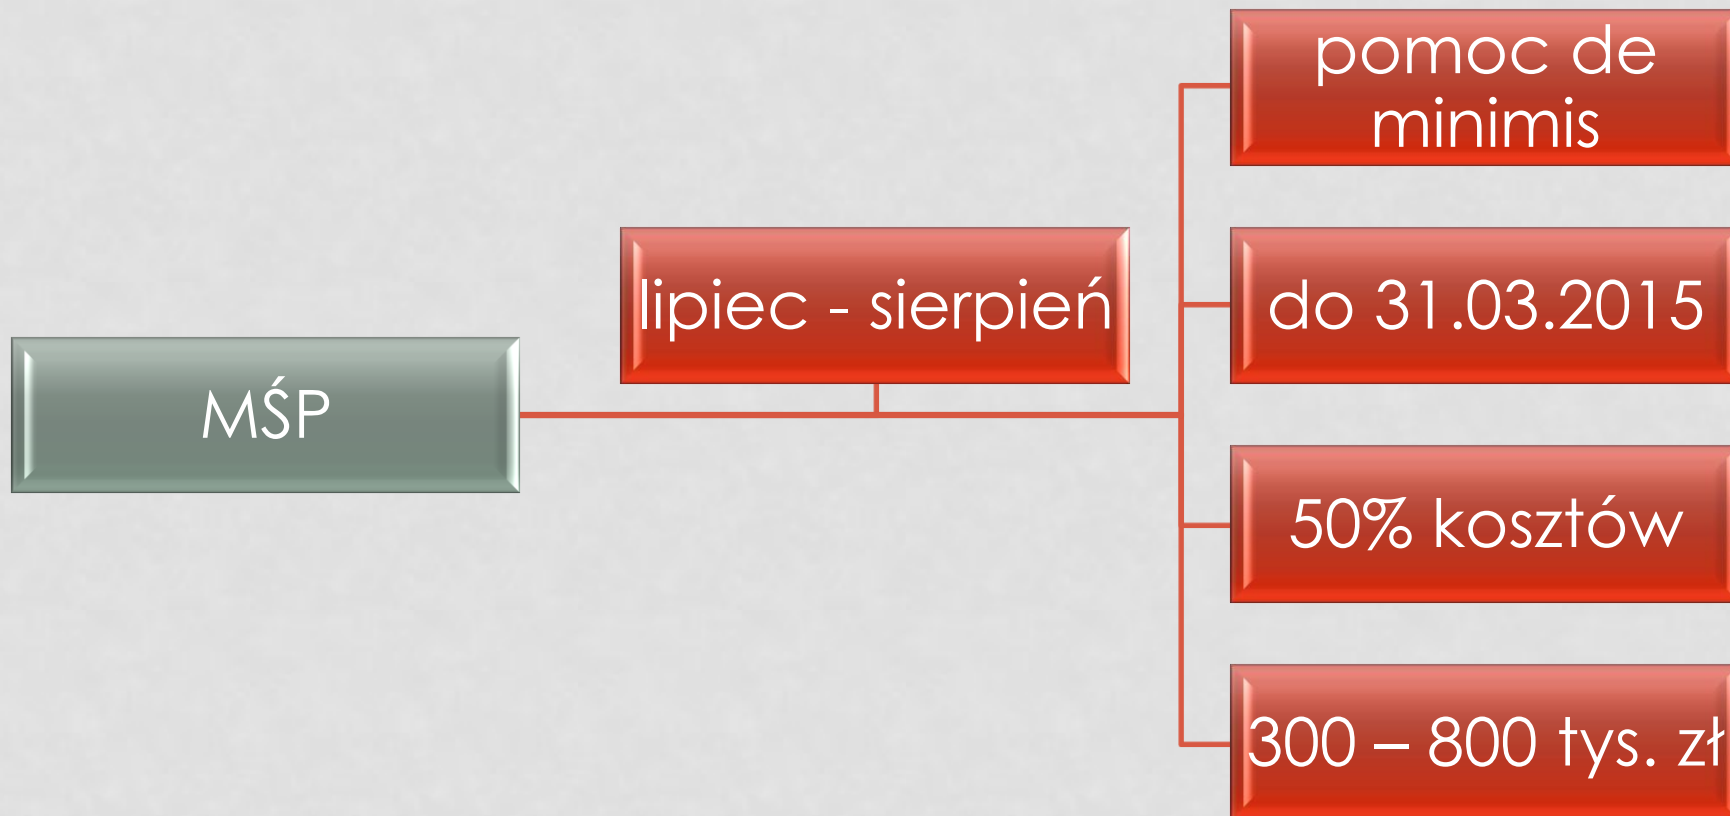 MŚP
lipiec - sierpień
pomoc de
minimis
do 31.03.2015
50% kosztów
300 – 800 tys. zł